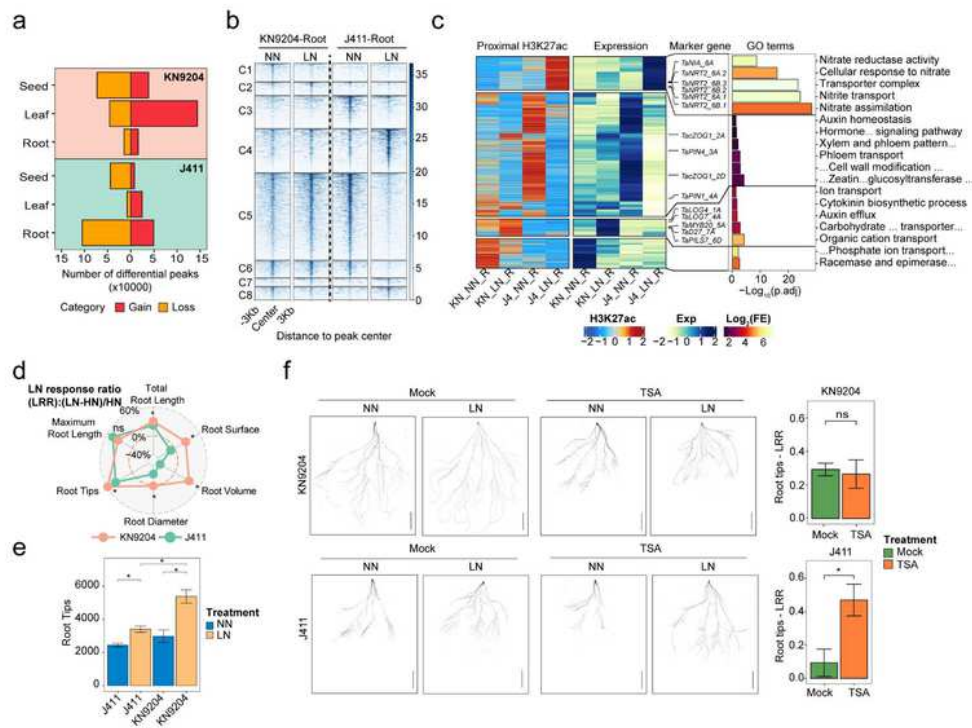 a
KN9204
Seed
Leaf
Root
J411
Seed
Leaf
Root
15 10 5 0 5 10 15
Number of differential peaks
(x10000)
Category Gain Loss
b
KN9204-Root J411-Root
NN LN NN LN
C1
C2
C3
C4
C5
C6
C7
C8
35
30
25
20
15
10
5
0
-3Kb
Center
3Kb
Distance to peak center
c
Proximal H3K27ac Expression Marker gene GO terms
TaNIA_6A
TaNRT2_6A.2
TaNRT2_6B.3
TaNRT2_6B.2
TaNRT2_6A.1
TaNRT2_6B.1
TacZOG1_2A
TaPIN4_3A
TacZOG1_2D
TaPIN1_4A
TaLOG4_1A
TaLOG7_4A
TaMYB20_5A
TaD27_7A
TaPILS7_6D
Nitrate reductase activity
Cellular response to nitrate
Transporter complex
Nitrite transport
Nitrate assimilation
Auxin homeostasis
Hormone... signaling pathway
Xylem and phloem pattern...
Phloem transport
...Cell wall modification ...
...Zeatin...glucosyltransferase ...
Ion transport
Cytokinin biosynthetic process
Auxin efflux
Carbohydrate ... transporter...
Organic cation transport
...Phosphate ion transport...
Racemase and epimerase...
KN_NN_R
KN_LN_R
J4_NN_R
J4_LN_R
KN_NN_R
KN_LN_R
J4_NN_R
J4_LN_R
0 10 20
−Log10(p.adj)
H3K27ac Exp Log2(FE)
−2 −1 0 1 2 −2 −1 0 1 2 2 4 6
d
LN response ratio
(LRR):(LN-HN)/HN
Total
Root Length
60%
0%
−40%
ns
Maximum
Root Length
Root Surface
Root Tips
Root Volume
Root Diameter
KN9204 J411
e
Root Tips
6000
4000
2000
0
* * *
J411
J411
KN9204
KN9204
Treatment
NN
LN
f
Mock TSA
NN LN NN LN
KN9204
Mock TSA
NN LN NN LN
J411
KN9204
Root tips - LRR
0.6
0.4
0.2
0.0
ns
Mock TSA
Treatment
Mock
TSA
J411
Root tips - LRR
0.6
0.4
0.2
0.0
*
Mock TSA